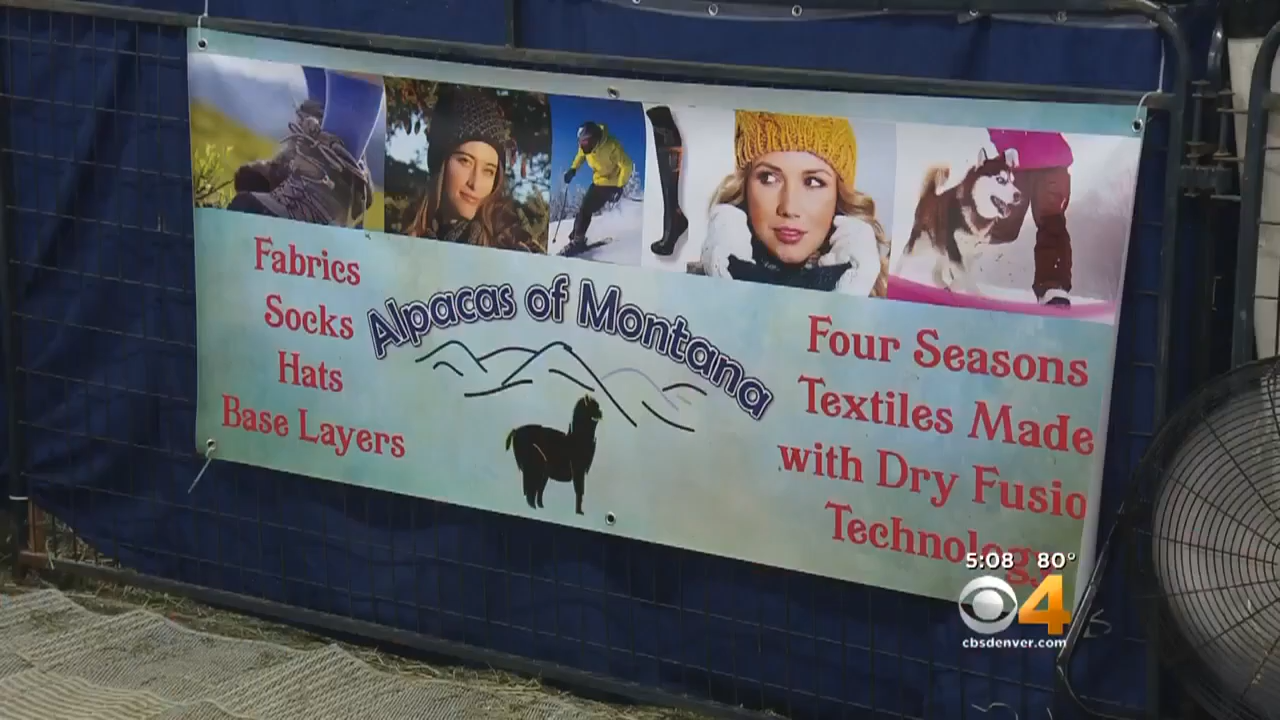 Fabrics
Socks
Hats
Base Layers
Alpacas of Montana
Four Seasons
Textiles Made
with Dry Fusio
Technology
5:08 80°
4
cbsdenver.com